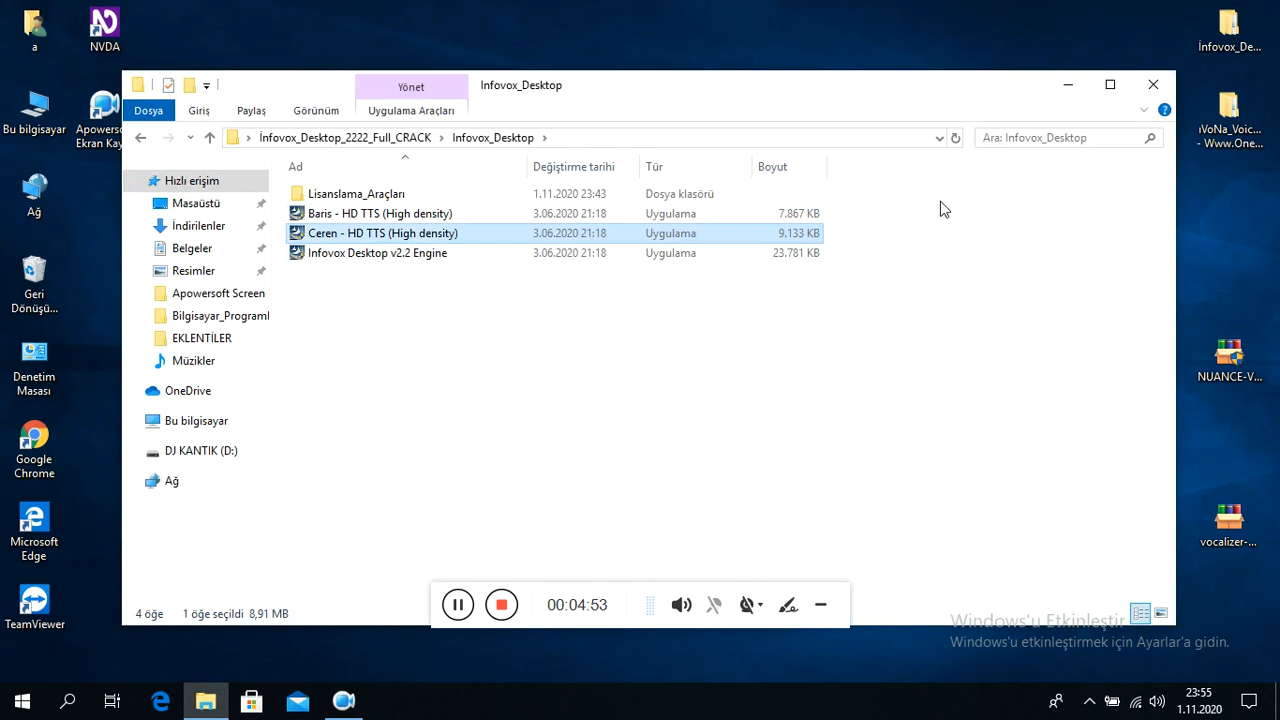 a
NVDA
Bu bilgisayar
Apowersoft
Ekran Kay
Ağ
Geri
Dönüşü...
Denetim
Masası
Google
Chrome
Microsoft
Edge
TeamViewer
Yönet
Infovox_Desktop
Dosya
Giriş
Paylaş
Görünüm
Uygulama Araçları
İnfovox_Desktop_2222_Full_CRACK
Infovox_Desktop
Ara: Infovox_Desktop
Ad
Değiştirme tarihi
Tür
Boyut
Lisanslama_Araçları
1.11.2020 23:43
Dosya klasörü
Baris - HD TTS (High density)
3.06.2020 21:18
Uygulama
7.867 KB
Ceren - HD TTS (High density)
3.06.2020 21:18
Uygulama
9.133 KB
Infovox Desktop v2.2 Engine
3.06.2020 21:18
Uygulama
23.781 KB
Hızlı erişim
Masaüstü
İndirilenler
Belgeler
Resimler
Apowersoft Screen
Bilgisayar_Programl
EKLENTİLER
Müzikler
OneDrive
Bu bilgisayar
DJ KANTIK (D:)
Ağ
4 öğe
1 öğe seçildi 8,91 MB
00:04:53
Windows'u Etkinleştir
Windows'u etkinleştirmek için Ayarlar'a gidin.
İnfovox_De...
iVoNa_Voic...
- Www.One...
NUANCE-V...
vocalizer-...
23:55
1.11.2020